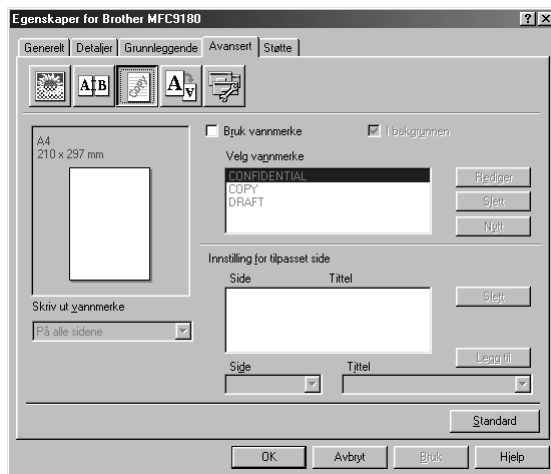 Egenskaper for Brother MFC9180
Generelt Detaljer Grunnleggende Avansert Støtte
A B COPY A A
A4
210 x 297 mm
Skriv ut vannmerke
På alle sidene
Bruk vannmerke I bakgrunnen
Velg vannmerke
CONFIDENTIAL
COPY
DRAFT
Rediger
Slett
Nytt
Innstilling for tilpasset side
Side Tittel
Slett
Legg til
Side Tittel
Standard
OK Avbryt Bruk Hjelp